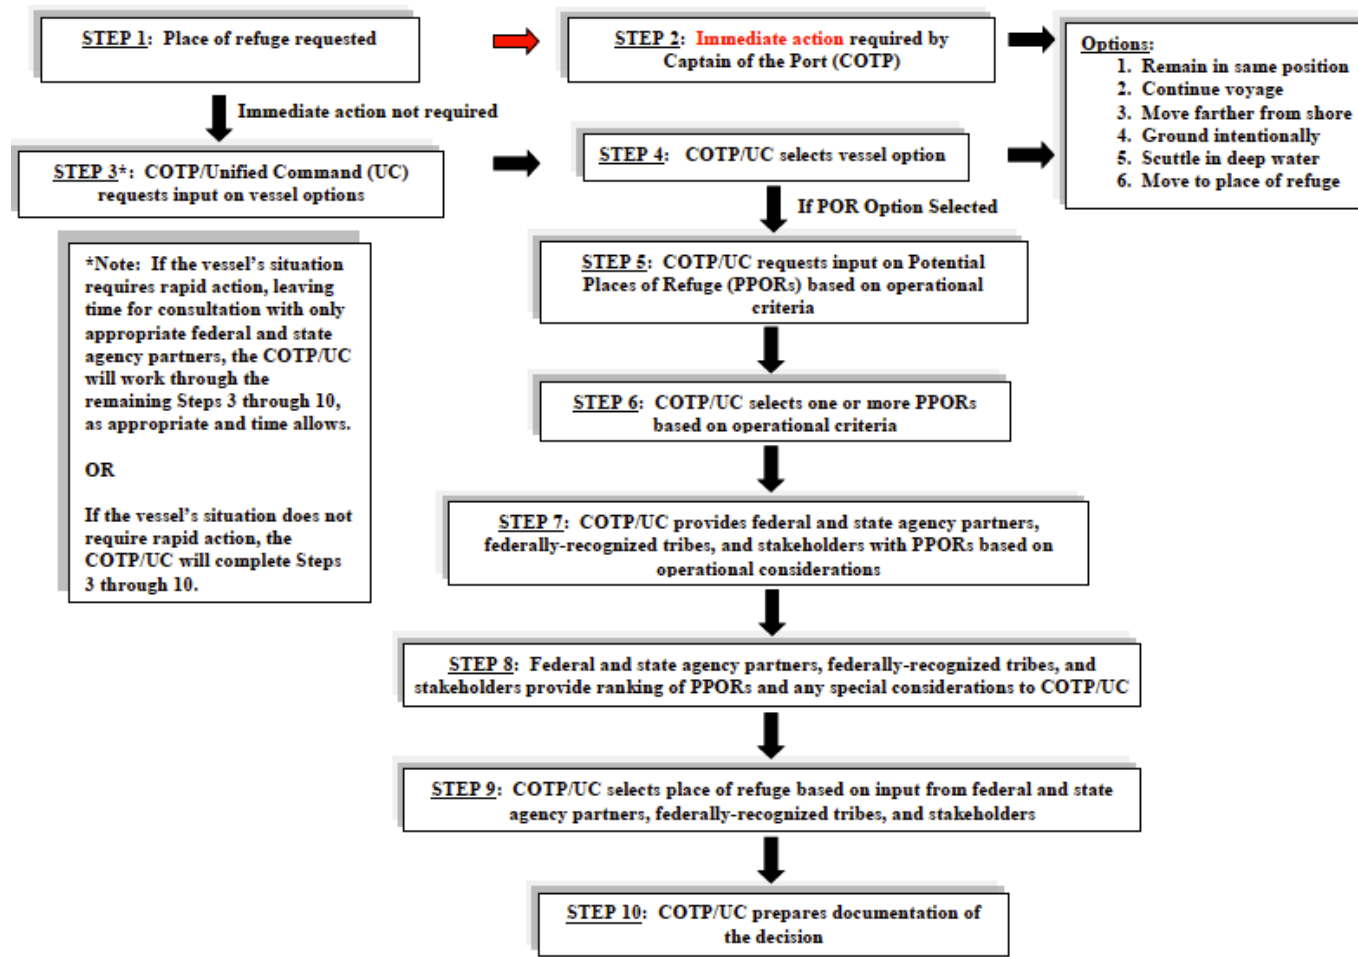 STEP 1:  Place of refuge requested
STEP 2:  Immediate action required by
Captain of the Port (COTP)
Options:
1. Remain in same position
2. Continue voyage
3. Move farther from shore
4. Ground intentionally
5. Scuttle in deep water
6. Move to place of refuge
Immediate action not required
STEP 3*:  COTP/Unified Command (UC)
requests input on vessel options
STEP 4:  COTP/UC selects vessel option
If POR Option Selected
*Note:  If the vessel's situation
requires rapid action, leaving
time for consultation with only
appropriate federal and state
agency partners, the COTP/UC
will work through the
remaining Steps 3 through 10,
as appropriate and time allows.
OR
If the vessel's situation does not
require rapid action, the
COTP/UC will complete Steps
3 through 10.
STEP 5:  COTP/UC requests input on Potential
Places of Refuge (PPORs) based on operational
criteria
STEP 6:  COTP/UC selects one or more PPORs
based on operational criteria
STEP 7:  COTP/UC provides federal and state agency partners,
federally-recognized tribes, and stakeholders with PPORs based on
operational considerations
STEP 8:  Federal and state agency partners, federally-recognized tribes, and
stakeholders provide ranking of PPORs and any special considerations to COTP/UC
STEP 9:  COTP/UC selects place of refuge based on input from federal and state
agency partners, federally-recognized tribes, and stakeholders
STEP 10:  COTP/UC prepares documentation of
the decision